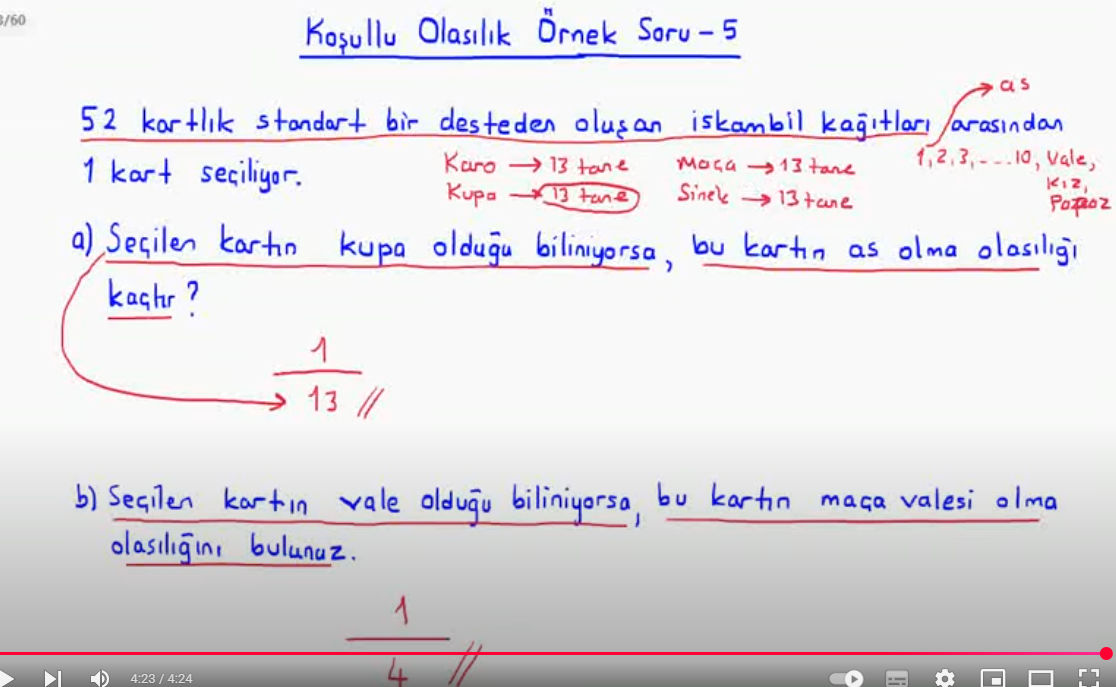 3/60
Koşullu Olasılık Örnek Soru - 5
as
52 kartlık standart bir desteden oluşan iskambil kağıtları arasından
1, 2, 3, - ...10, Vale,
Kız,
Papaz
1 kart seçiliyor.
Karo → 13 tane
Maça → 13 tane
Kupa → 13 tane
Sinek → 13 tane
a) Seçilen kartın kupa olduğu biliniyorsa, bu kartın as olma olasılığı
kaçtır ?
1
13 //
b) Seçilen kartın vale olduğu biliniyorsa, bu kartın maça valesi olma
olasılığını bulunuz.
1
4 //
4:23 / 4:24